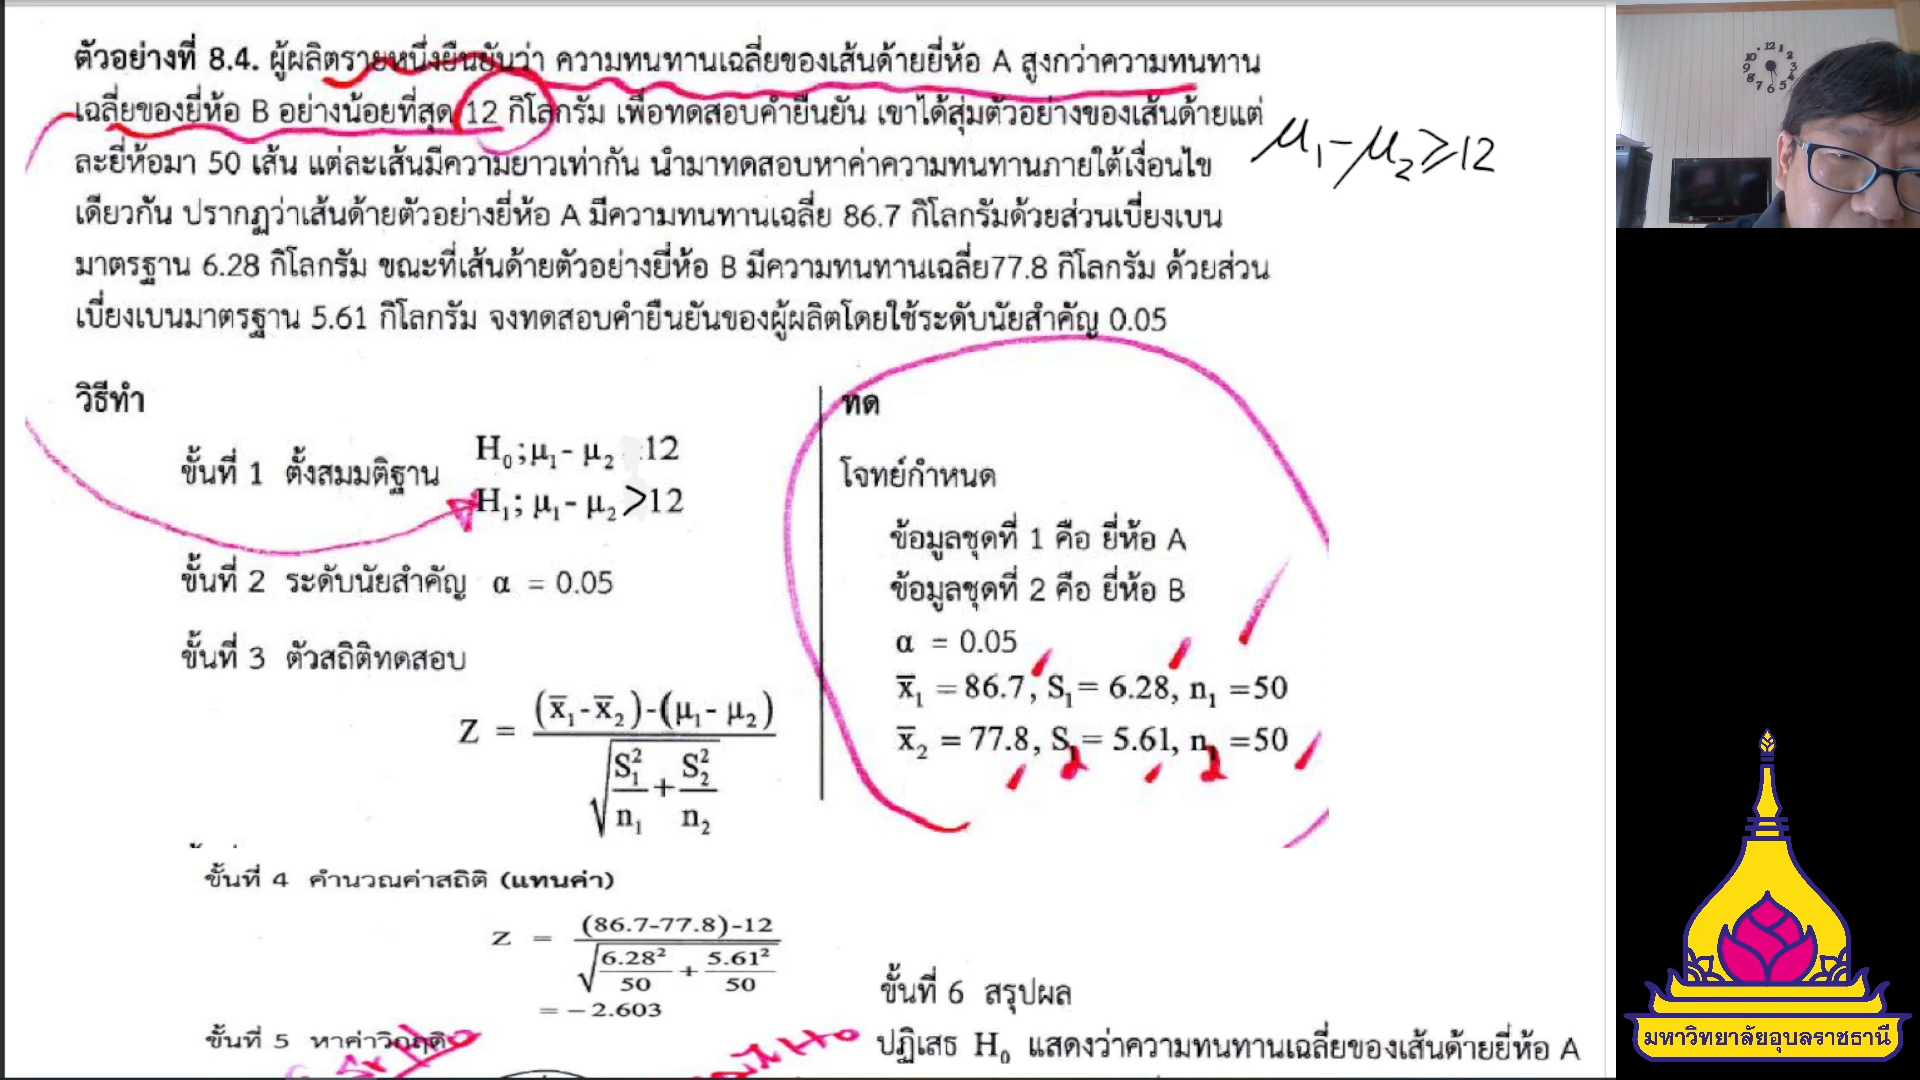 ตัวอย่างที่ 8.4. ผู้ผลิตรายหนึ่งยืนยันว่า ความทนทานเฉลี่ยของเส้นด้ายยี่ห้อ A สูงกว่าความทนทาน
เฉลี่ยของยี่ห้อ B อย่างน้อยที่สุด 12 กิโลกรัม เพื่อทดสอบคำยืนยัน เขาได้สุ่มตัวอย่างของเส้นด้ายแต่
ละยี่ห้อมา 50 เส้น แต่ละเส้นมีความยาวเท่ากัน นำมาทดสอบหาค่าความทนทานภายใต้เงื่อนไข
เดียวกัน ปรากฏว่าเส้นด้ายตัวอย่างยี่ห้อ A มีความทนทานเฉลี่ย 86.7 กิโลกรัมด้วยส่วนเบี่ยงเบน
มาตรฐาน 6.28 กิโลกรัม ขณะที่เส้นด้ายตัวอย่างยี่ห้อ B มีความทนทานเฉลี่ย77.8 กิโลกรัม ด้วยส่วน
เบี่ยงเบนมาตรฐาน 5.61 กิโลกรัม จงทดสอบคำยืนยันของผู้ผลิตโดยใช้ระดับนัยสำคัญ 0.05
μ₁-μ₂≥12
วิธีทำ
ขั้นที่ 1 ตั้งสมมติฐาน
H₀;μ₁- μ₂ 12
H₁; μ₁- μ₂>12
ขั้นที่ 2 ระดับนัยสำคัญ α = 0.05
ขั้นที่ 3 ตัวสถิติทดสอบ
Z = ((x̄₁-x̄₂)-(μ₁- μ₂)) / √(S₁²/n₁ + S₂²/n₂)
ทด
โจทย์กำหนด
ข้อมูลชุดที่ 1 คือ ยี่ห้อ A
ข้อมูลชุดที่ 2 คือ ยี่ห้อ B
α = 0.05
x̄₁ = 86.7, S₁= 6.28, n₁ =50
x̄₂ = 77.8, S₂= 5.61, n₂ =50
ขั้นที่ 4 คำนวณค่าสถิติ (แทนค่า)
Z = ((86.7-77.8)-12) / √(6.28²/50 + 5.61²/50)
= -2.603
ขั้นที่ 5 หาค่าวิกฤติ
ขั้นที่ 6 สรุปผล
ปฏิเสธ H₀ แสดงว่าความทนทานเฉลี่ยของเส้นด้ายยี่ห้อ A
12
1
2
3
4
5
6
7
8
9
10
มหาวิทยาลัยอุบลราชธานี